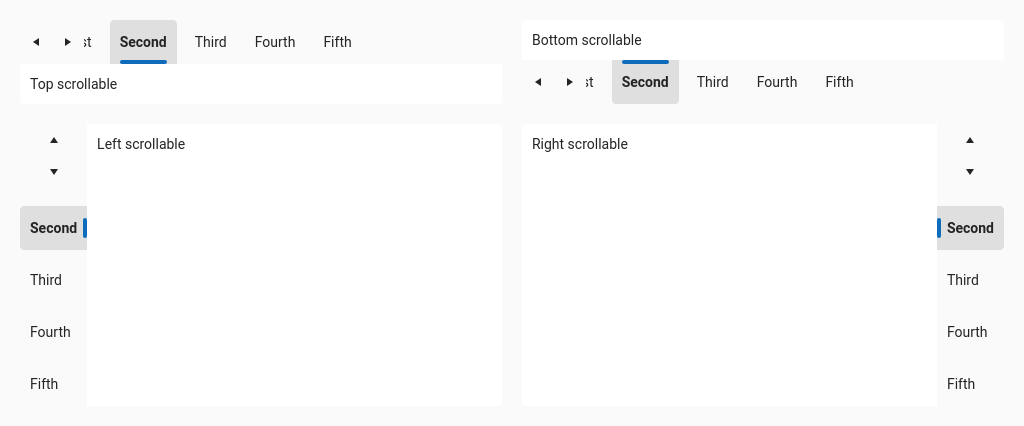 st Second Third Fourth Fifth
Top scrollable
Bottom scrollable
st Second Third Fourth Fifth
Left scrollable
Second
Third
Fourth
Fifth
Right scrollable
Second
Third
Fourth
Fifth